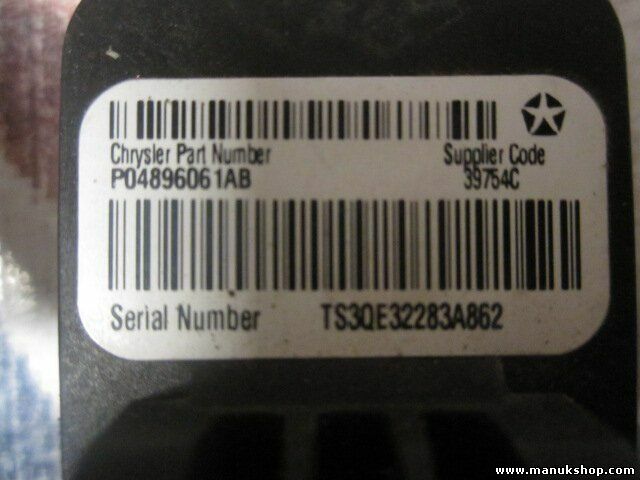 Chrysler Part Number Supplier Code
P04896061AB 39754C
Serial Number TS3QE32283A862
www.manukshop.com